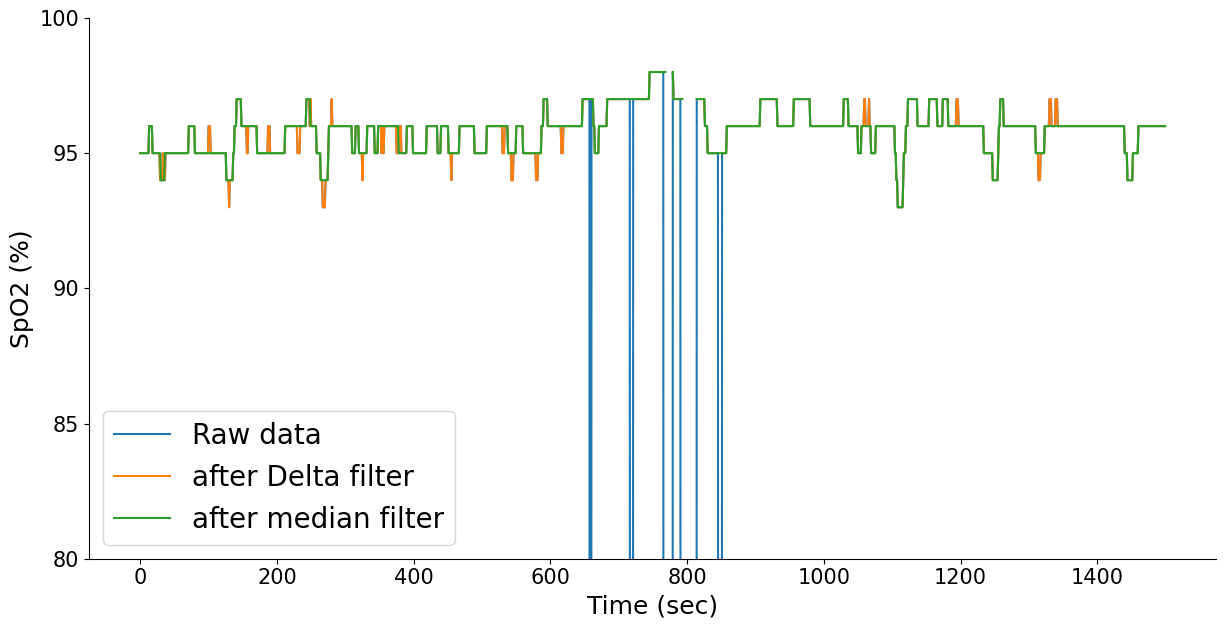 100
95
90
85
80
SpO2 (%)
Raw data
after Delta filter
after median filter
0 200 400 600 800 1000 1200 1400
Time (sec)